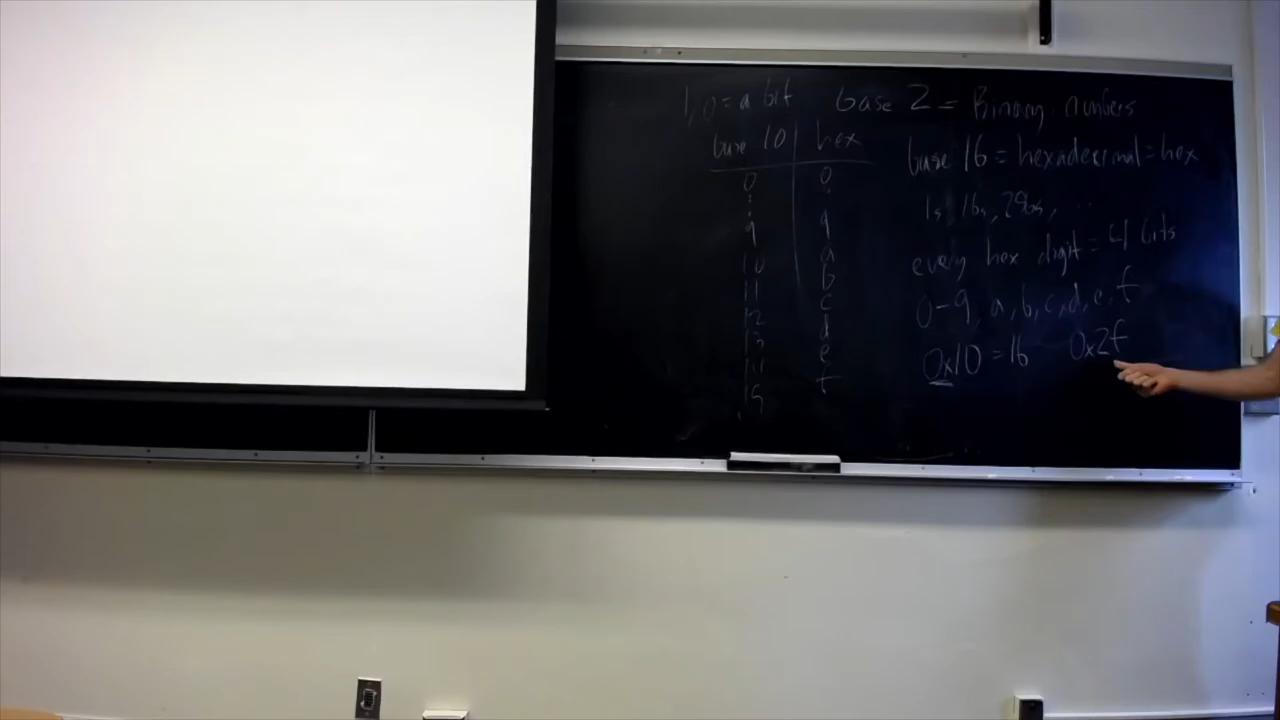 1, 0 = a bit base 2 = Binary numbers
base 10 | hex
0 | 0
: | :
9 | 9
10 | a
11 | b
12 | c
13 | d
14 | e
15 | f
base 16 = hexadecimal = hex
1s, 16s, 256s, ...
every hex digit = 4 bits
0-9, a, b, c, d, e, f
0x10 = 16 0x2f